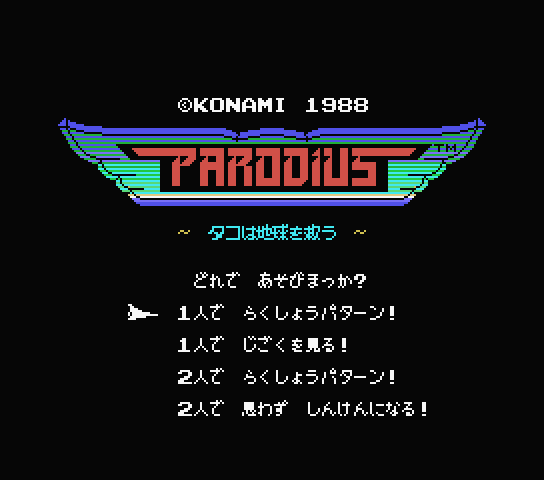 ©KONAMI 1988
PARODIUS TM
~ タコは地球を救う ~
どれで あそびまっか?
1人で らくしょうパターン!
1人で じごくを見る!
2人で らくしょうパターン!
2人で 思わず しんけんになる!